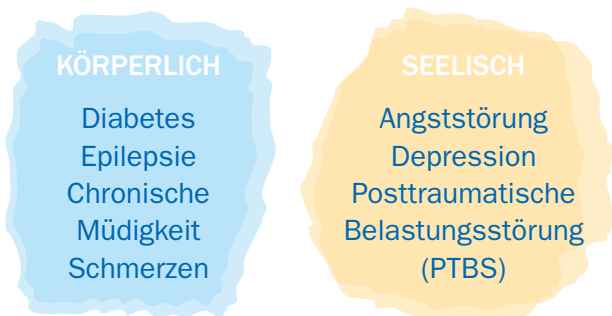 KÖRPERLICH
Diabetes
Epilepsie
Chronische
Müdigkeit
Schmerzen
SEELISCH
Angststörung
Depression
Posttraumatische
Belastungsstörung
(PTBS)